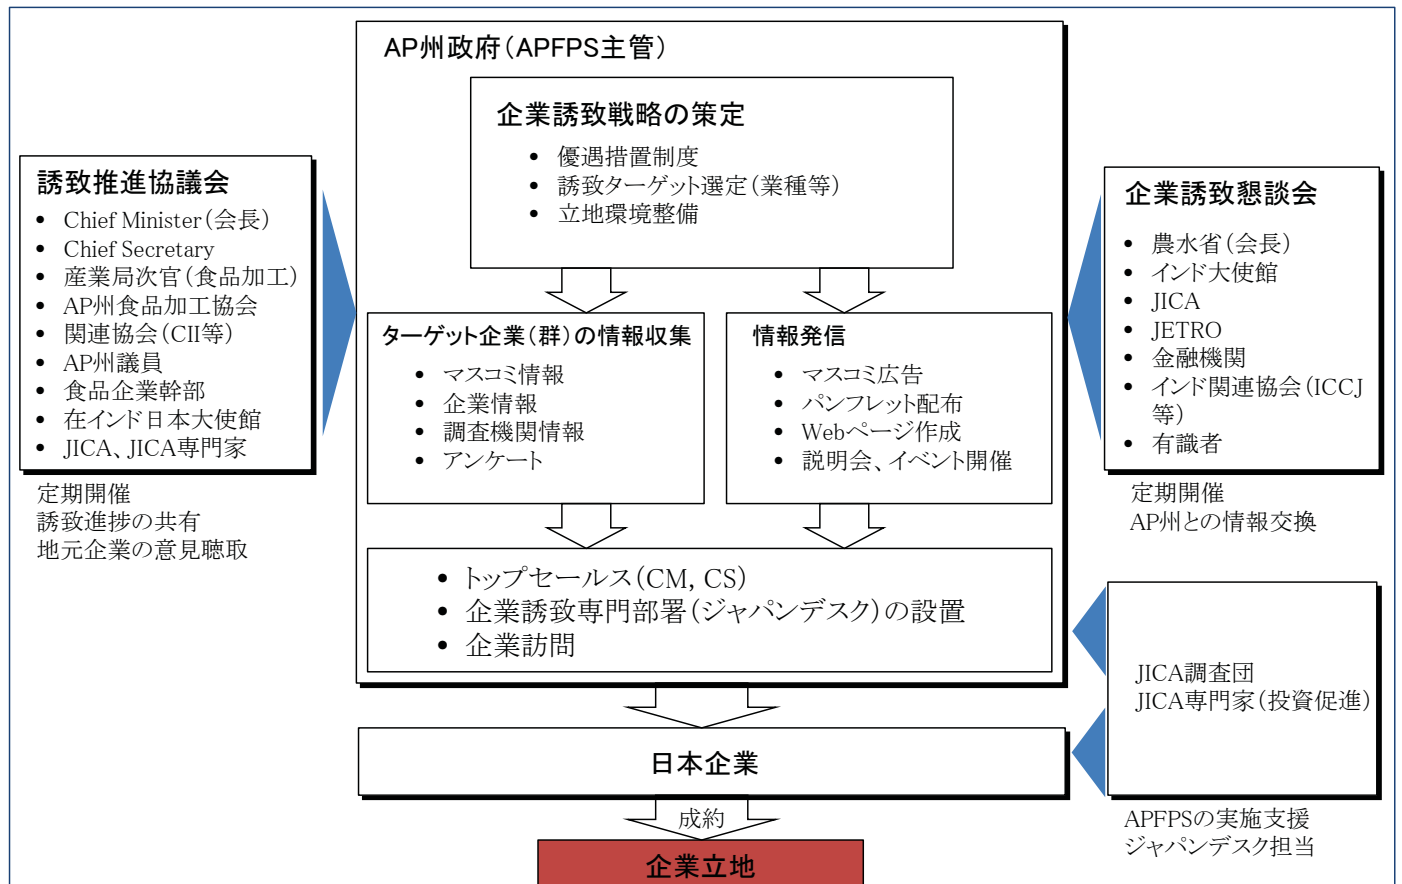 AP州政府（APFPS主管）
企業誘致戦略の策定
• 優遇措置制度
• 誘致ターゲット選定（業種等）
• 立地環境整備
誘致推進協議会
• Chief Minister（会長）
• Chief Secretary
• 産業局次官（食品加工）
• AP州食品加工協会
• 関連協会（CII等）
• AP州議員
• 食品企業幹部
• 在インド日本大使館
• JICA、JICA専門家
定期開催
誘致進捗の共有
地元企業の意見聴取
ターゲット企業（群）の情報収集
• マスコミ情報
• 企業情報
• 調査機関情報
• アンケート
情報発信
• マスコミ広告
• パンフレット配布
• Webページ作成
• 説明会、イベント開催
企業誘致懇談会
• 農水省（会長）
• インド大使館
• JICA
• JETRO
• 金融機関
• インド関連協会（ICCJ
等）
• 有識者
定期開催
AP州との情報交換
• トップセールス（CM, CS）
• 企業誘致専門部署（ジャパンデスク）の設置
• 企業訪問
JICA調査団
JICA専門家（投資促進）
APFPSの実施支援
ジャパンデスク担当
日本企業
成約
企業立地